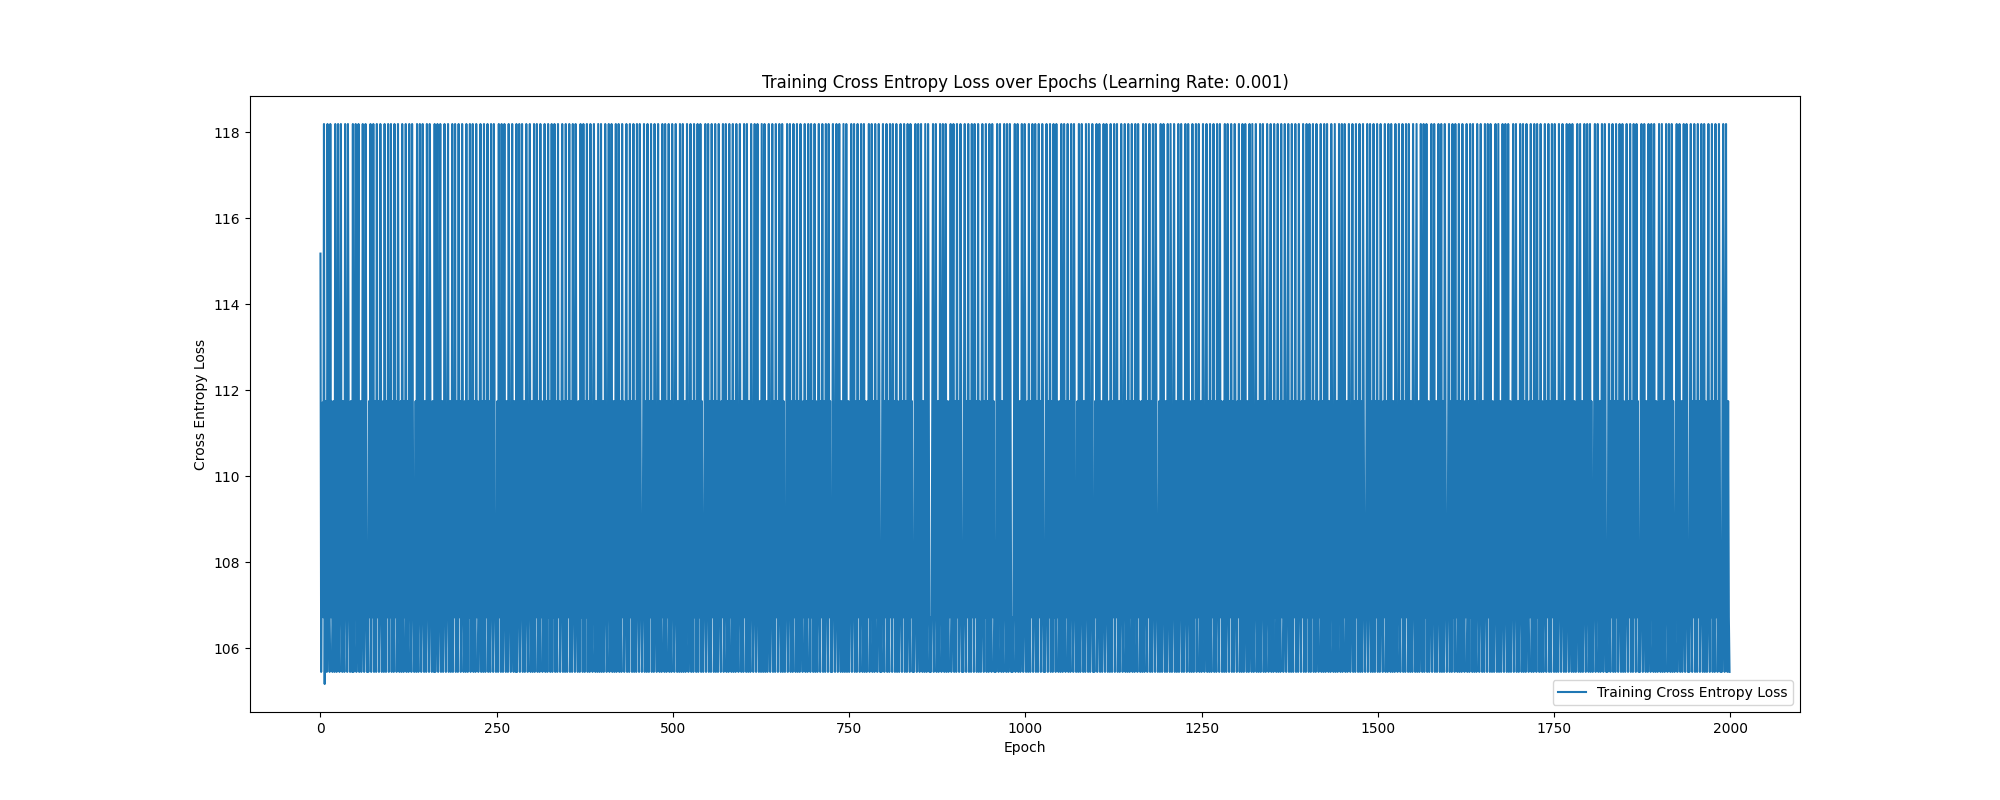 Training Cross Entropy Loss over Epochs (Learning Rate: 0.001)
118
116
114
112
110
108
106
Cross Entropy Loss
Training Cross Entropy Loss
0 250 500 750 1000 1250 1500 1750 2000
Epoch